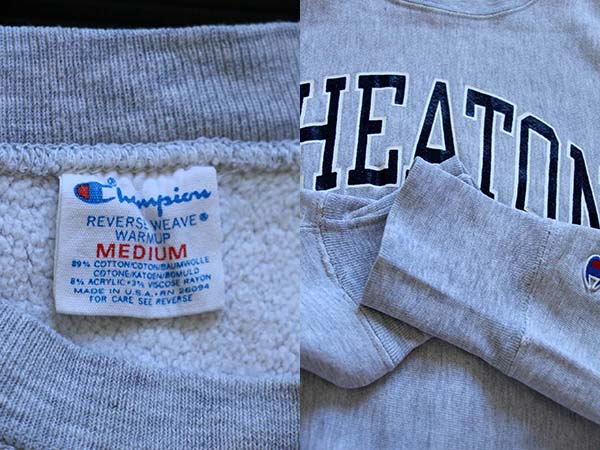 Champion
REVERSE WEAVE®
WARMUP
MEDIUM
89% COTTON/COTON/BAUMWOLLE
COTONE/KATOEN/BOMULD
8% ACRYLIC•3% VISCOSE RAYON
MADE IN U.S.A.•RN 26094
FOR CARE SEE REVERSE
HEATON